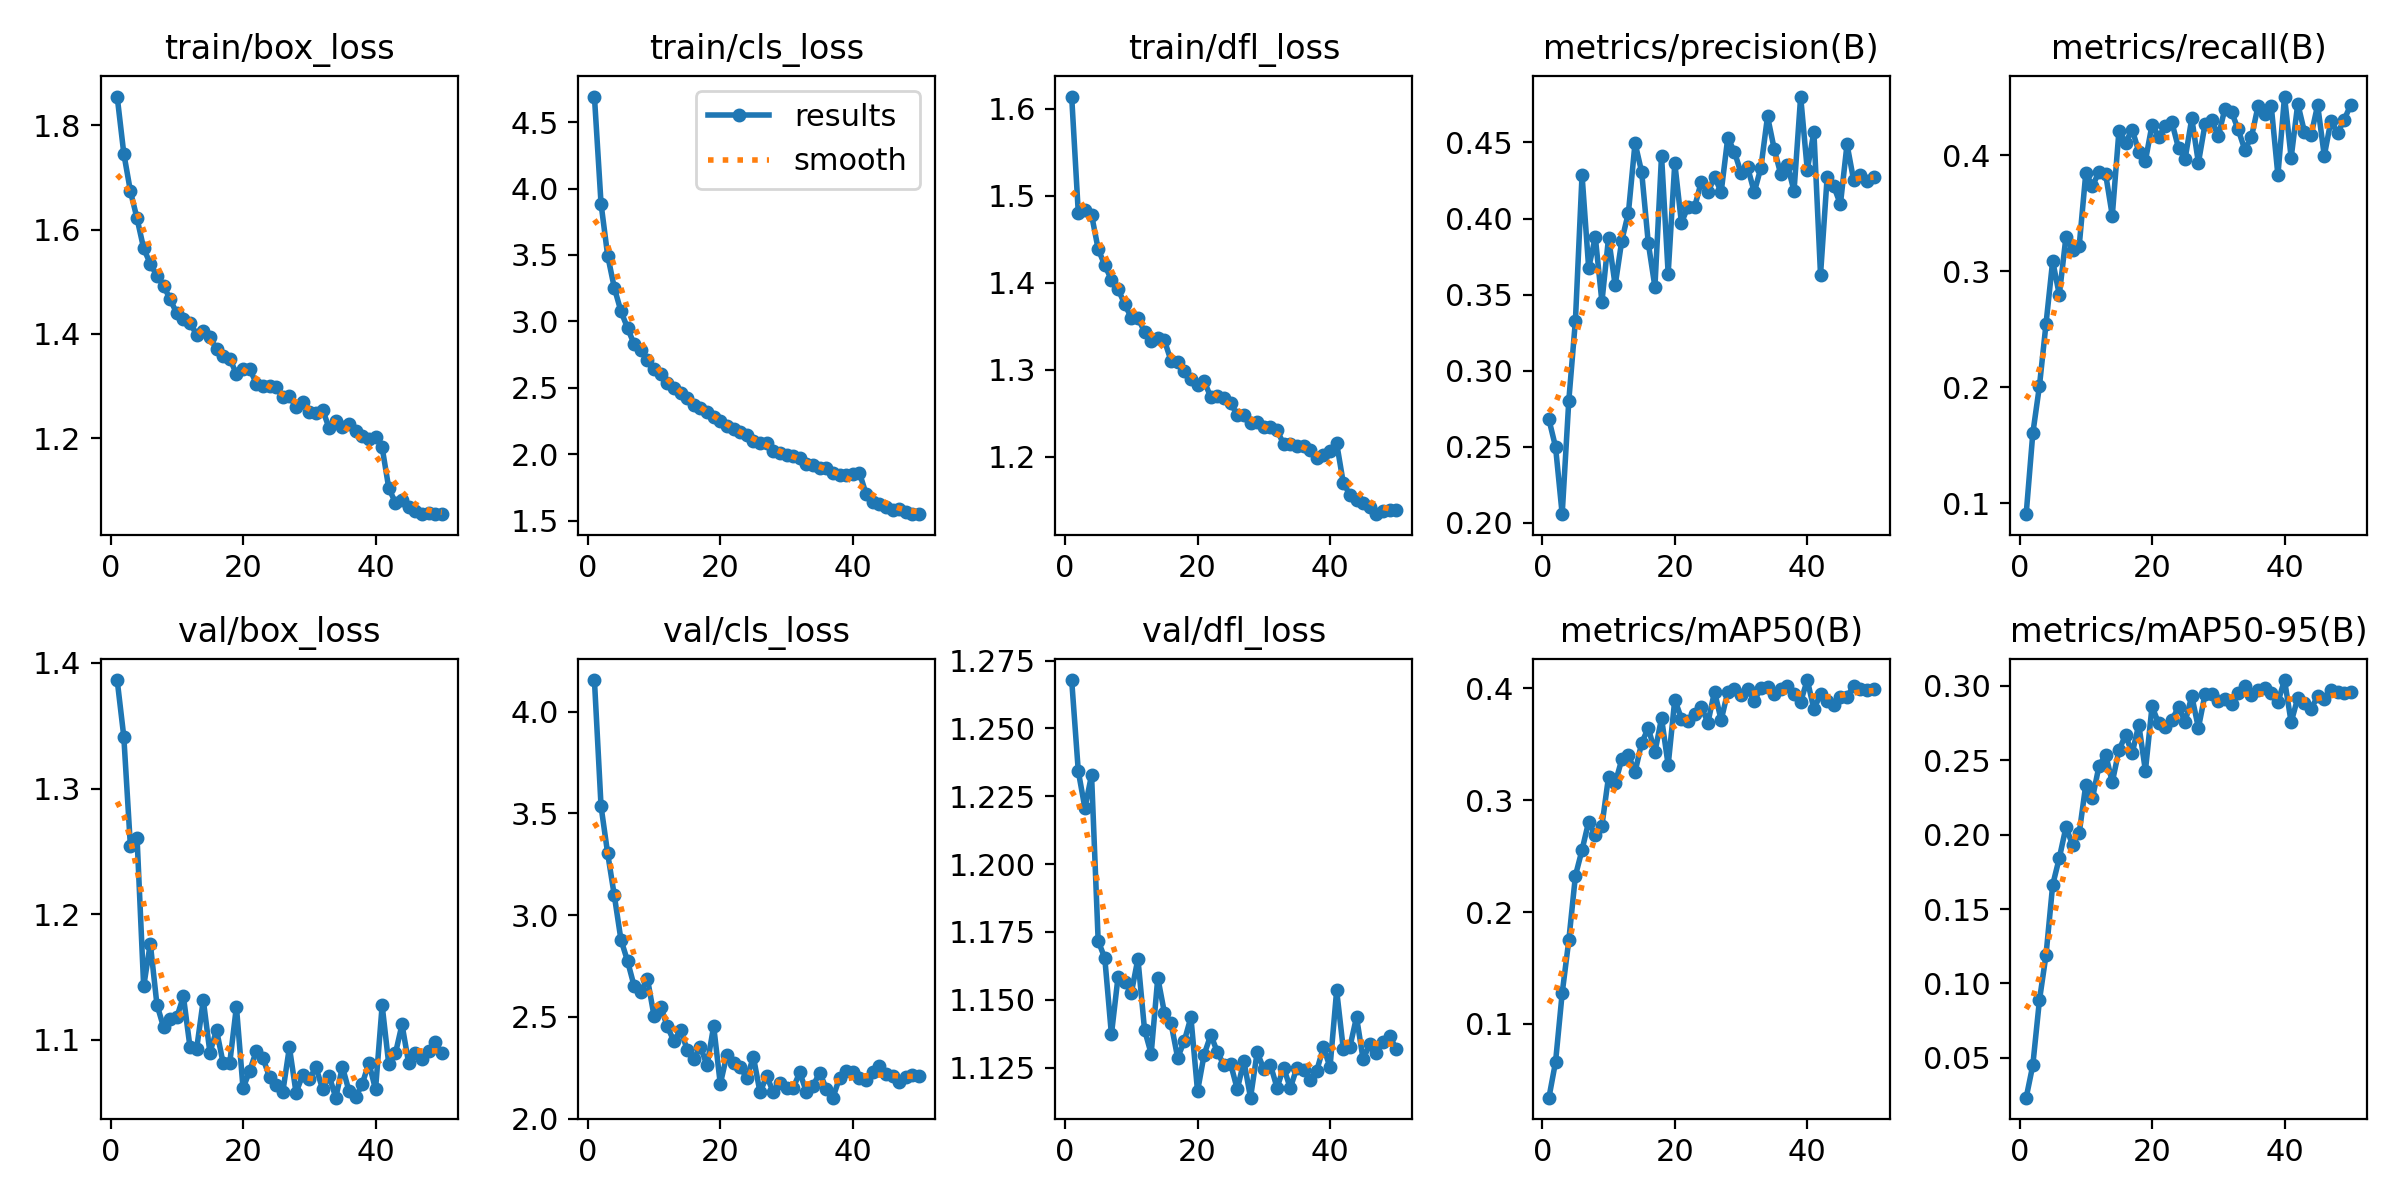 train/box_loss
1.8
1.6
1.4
1.2
0 20 40
train/cls_loss
results
smooth
4.5
4.0
3.5
3.0
2.5
2.0
1.5
0 20 40
train/dfl_loss
1.6
1.5
1.4
1.3
1.2
0 20 40
metrics/precision(B)
0.45
0.40
0.35
0.30
0.25
0.20
0 20 40
metrics/recall(B)
0.4
0.3
0.2
0.1
0 20 40
val/box_loss
1.4
1.3
1.2
1.1
0 20 40
val/cls_loss
4.0
3.5
3.0
2.5
2.0
0 20 40
val/dfl_loss
1.275
1.250
1.225
1.200
1.175
1.150
1.125
0 20 40
metrics/mAP50(B)
0.4
0.3
0.2
0.1
0 20 40
metrics/mAP50-95(B)
0.30
0.25
0.20
0.15
0.10
0.05
0 20 40